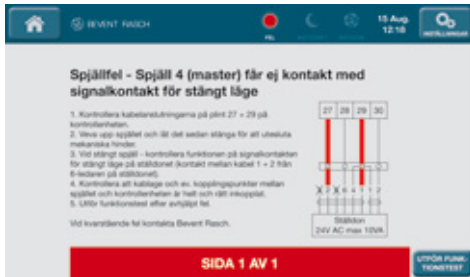 BEVENT RASCH
FEL
15 Aug.
12:18
INSTÄLLNINGAR
Spjällfel - Spjäll 4 (master) får ej kontakt med
signalkontakt för stängt läge
1. Kontrollera kabelanslutningarna på plint 27 + 29 på
kontrollenheten.
2. Veva upp spjället och låt det sedan stänga för att utesluta
mekaniska hinder.
3. Vid stängt spjäll - kontrollera funktionen på signalkontakten
för stängt läge på ställdonet (kontakt mellan kabel 1 + 2 från
6-ledaren på ställdonet).
4. Kontrollera att kablage och ev. kopplingspunkter mellan
spjället och kontrollenheten är helt och rätt inkopplat.
5. Utför funktionstest efter avhjälpt fel.
Vid kvarstående fel kontakta Bevent Rasch.
27 28 29 30
Ställdon
24V AC max 10VA
SIDA 1 AV 1
UTFÖR FUNK-
TIONSTEST